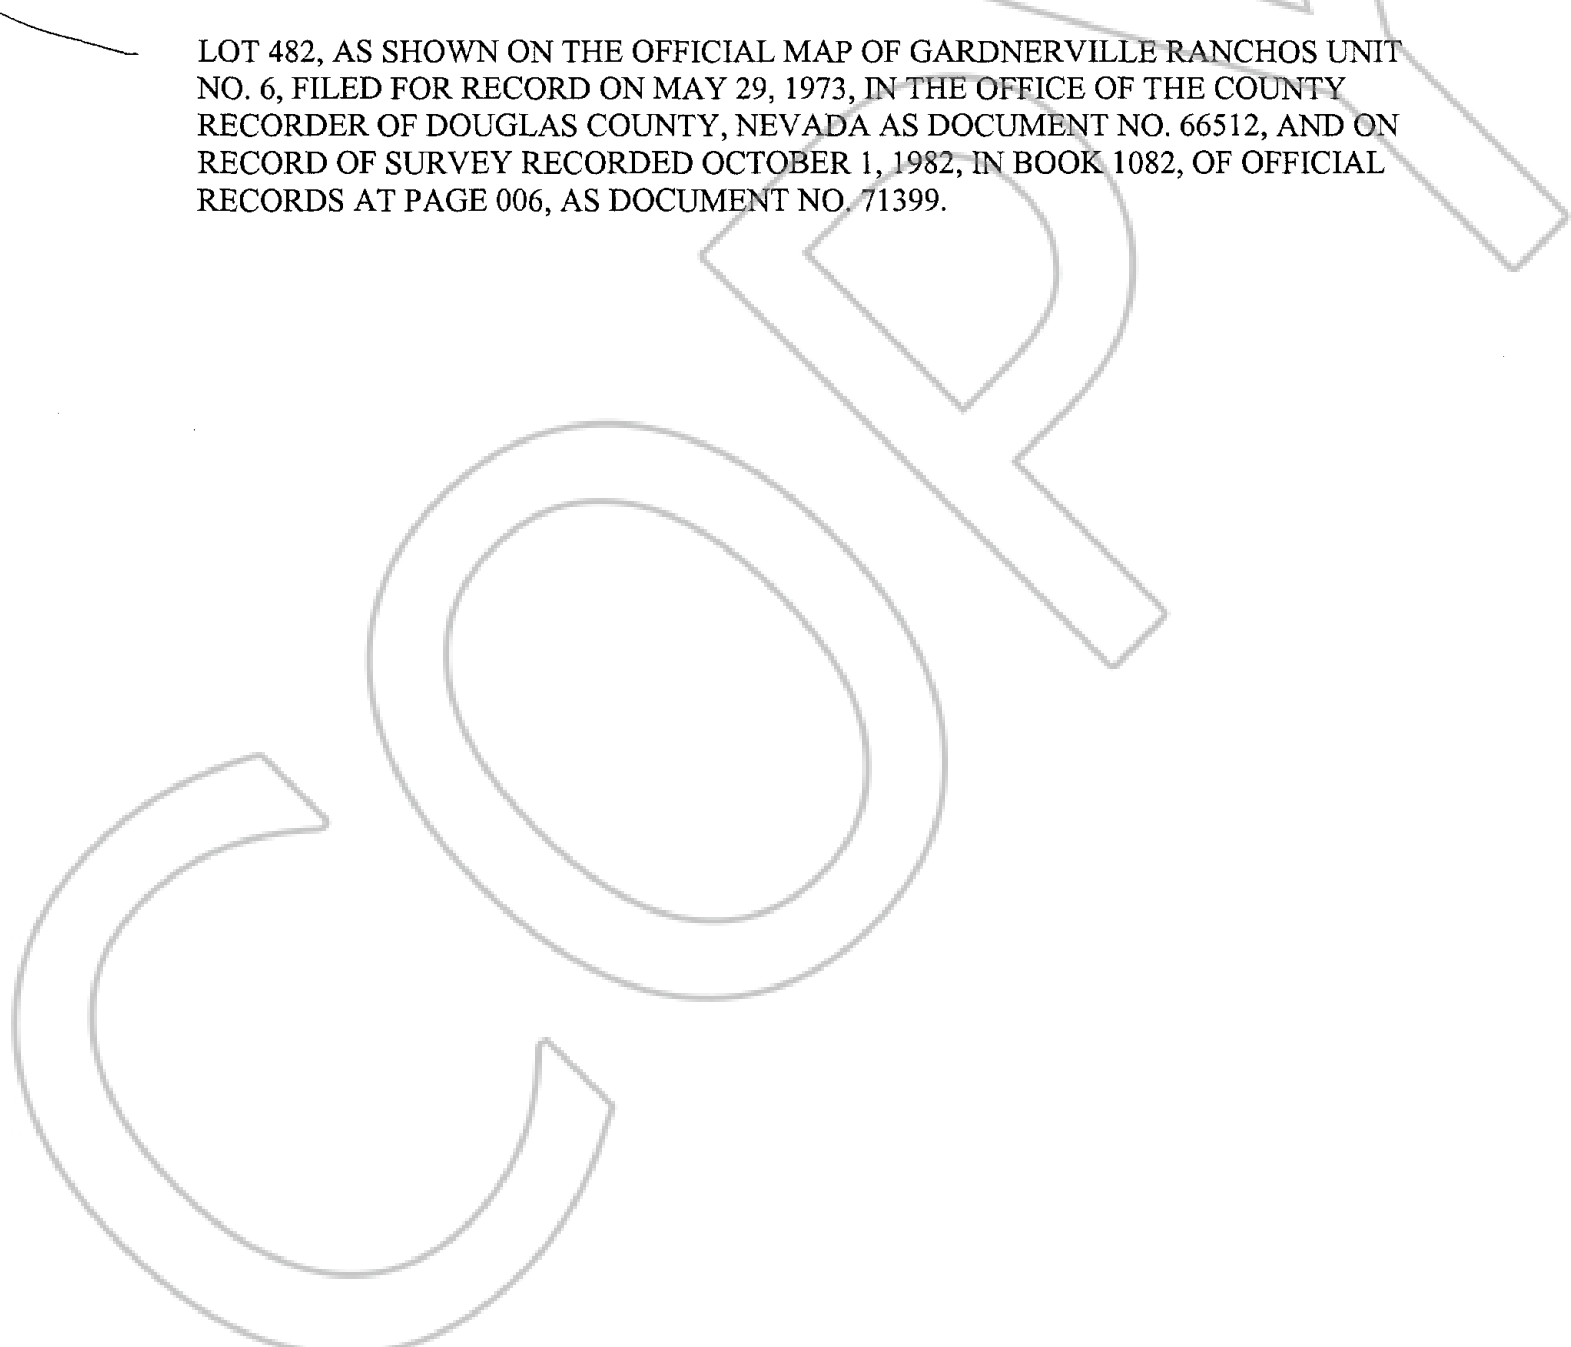 LOT 482, AS SHOWN ON THE OFFICIAL MAP OF GARDNERVILLE RANCHOS UNIT
NO. 6, FILED FOR RECORD ON MAY 29, 1973, IN THE OFFICE OF THE COUNTY
RECORDER OF DOUGLAS COUNTY, NEVADA AS DOCUMENT NO. 66512, AND ON
RECORD OF SURVEY RECORDED OCTOBER 1, 1982, IN BOOK 1082, OF OFFICIAL
RECORDS AT PAGE 006, AS DOCUMENT NO. 71399.
COPY